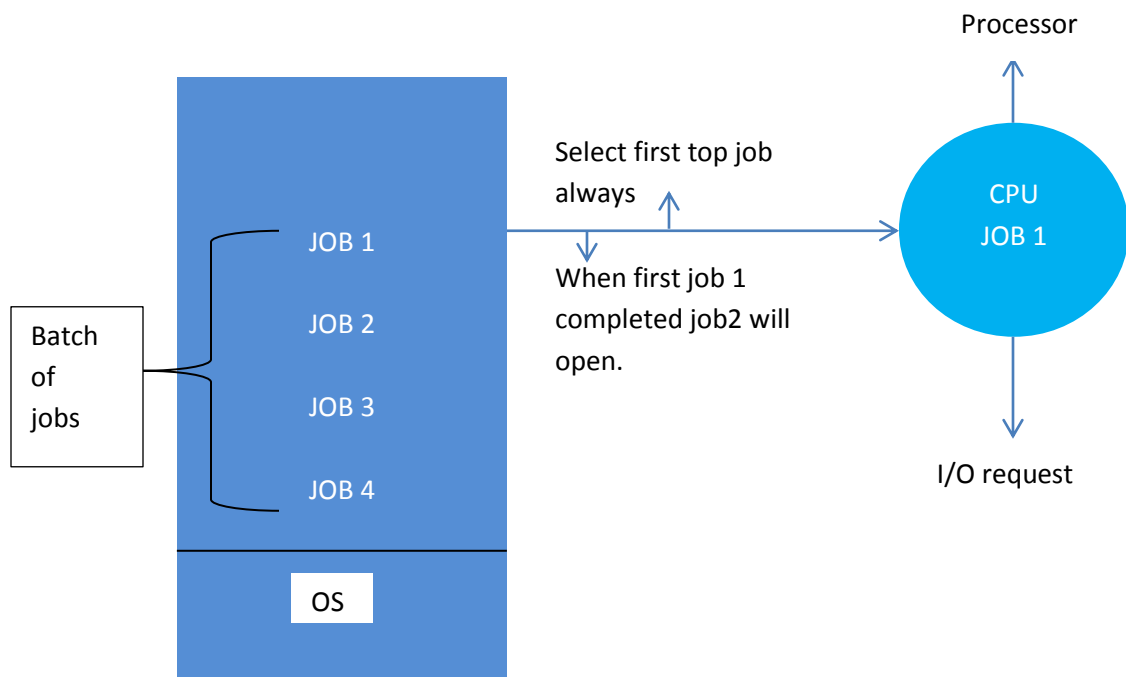 Processor
Select first top job
always
CPU
JOB 1
JOB 1
When first job 1
completed job2 will
open.
JOB 2
Batch
of
jobs
JOB 3
JOB 4
I/O request
OS